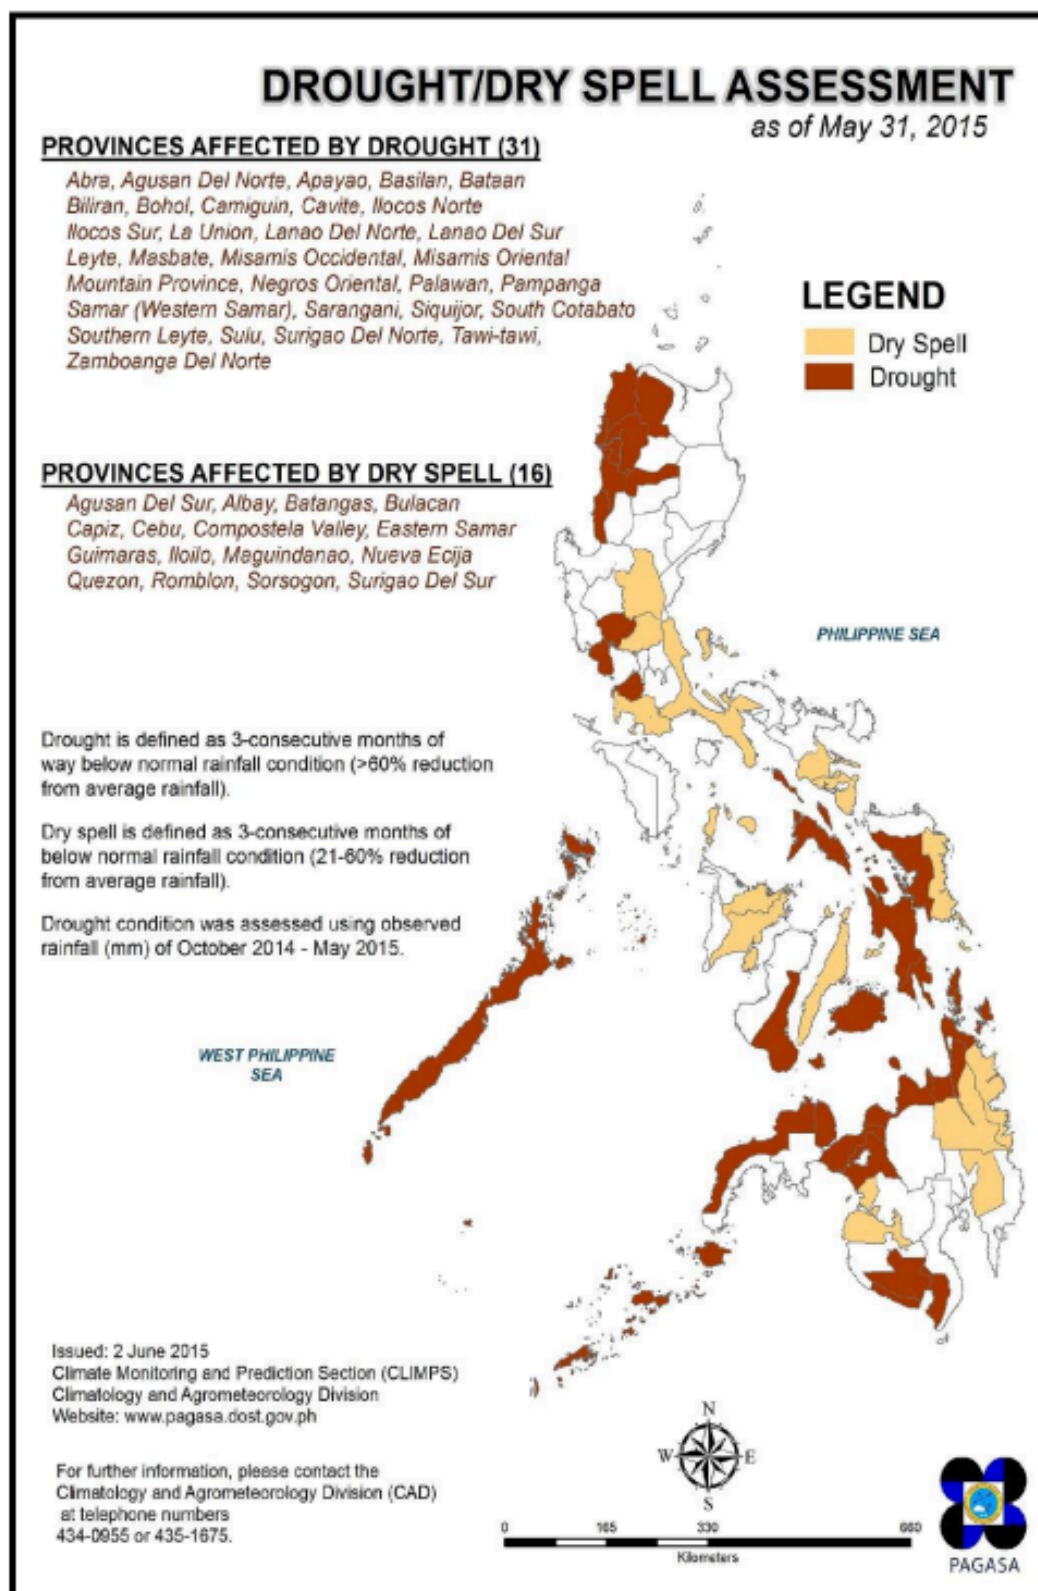 DROUGHT/DRY SPELL ASSESSMENT
as of May 31, 2015
PROVINCES AFFECTED BY DROUGHT (31)
Abra, Agusan Del Norte, Apayao, Basilan, Bataan
Biliran, Bohol, Camiguin, Cavite, Ilocos Norte
Ilocos Sur, La Union, Lanao Del Norte, Lanao Del Sur
Leyte, Masbate, Misamis Occidental, Misamis Oriental
Mountain Province, Negros Oriental, Palawan, Pampanga
Samar (Western Samar), Sarangani, Siquijor, South Cotabato
Southern Leyte, Sulu, Surigao Del Norte, Tawi-tawi,
Zamboanga Del Norte
LEGEND
Dry Spell
Drought
PROVINCES AFFECTED BY DRY SPELL (16)
Agusan Del Sur, Albay, Batangas, Bulacan
Capiz, Cebu, Compostela Valley, Eastern Samar
Guimaras, Iloilo, Maguindanao, Nueva Ecija
Quezon, Romblon, Sorsogon, Surigao Del Sur
PHILIPPINE SEA
Drought is defined as 3-consecutive months of
way below normal rainfall condition (>60% reduction
from average rainfall).
Dry spell is defined as 3-consecutive months of
below normal rainfall condition (21-60% reduction
from average rainfall).
Drought condition was assessed using observed
rainfall (mm) of October 2014 - May 2015.
WEST PHILIPPINE
SEA
Issued: 2 June 2015
Climate Monitoring and Prediction Section (CLIMPS)
Climatology and Agrometeorology Division
Website: www.pagasa.dost.gov.ph
For further information, please contact the
Climatology and Agrometeorology Division (CAD)
at telephone numbers
434-0955 or 435-1675.
N
W E
S
0 165 330 660
Kilometers
PAGASA